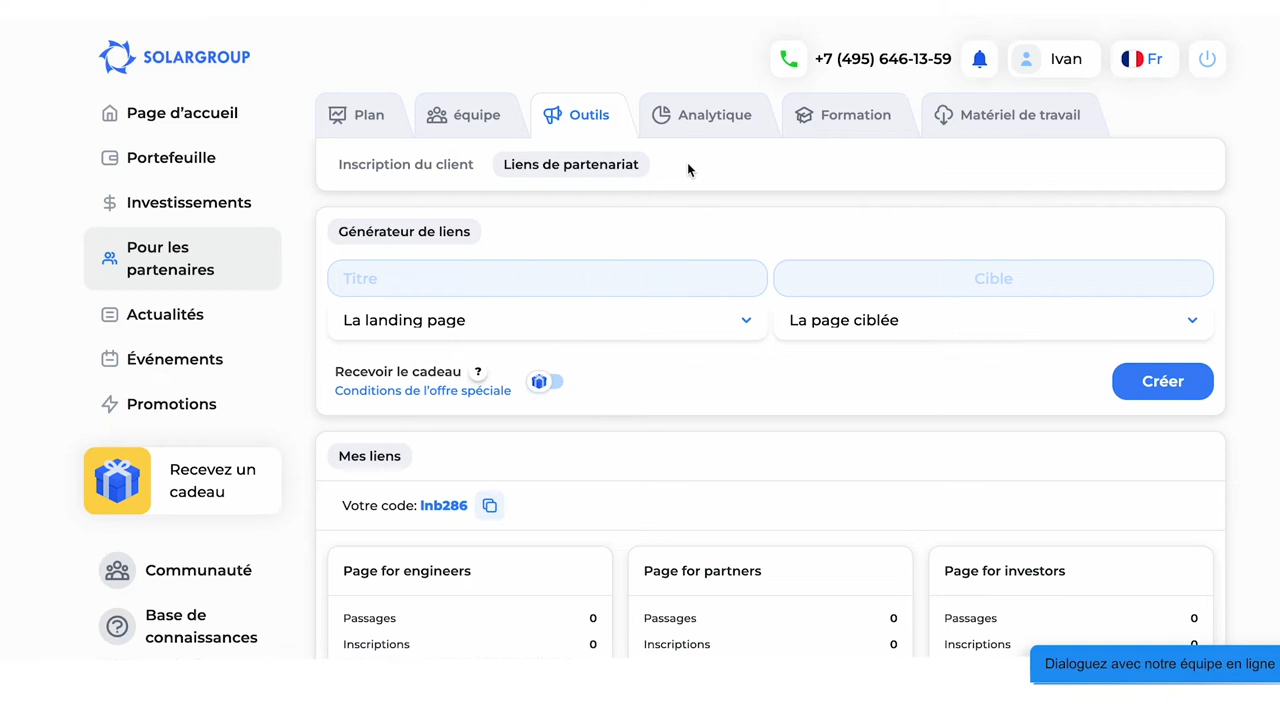 SOLARGROUP
+7 (495) 646-13-59
Ivan
Fr
Page d’accueil
Portefeuille
Investissements
Pour les
partenaires
Actualités
Événements
Promotions
Recevez un
cadeau
Communauté
Base de
connaissances
Plan
équipe
Outils
Analytique
Formation
Matériel de travail
Inscription du client
Liens de partenariat
Générateur de liens
Titre
Cible
La landing page
La page ciblée
Recevoir le cadeau ?
Conditions de l’offre spéciale
Créer
Mes liens
Votre code: lnb286
Page for engineers
Passages 0
Inscriptions 0
Page for partners
Passages 0
Inscriptions 0
Page for investors
Passages 0
Inscriptions 0
Dialoguez avec notre équipe en ligne